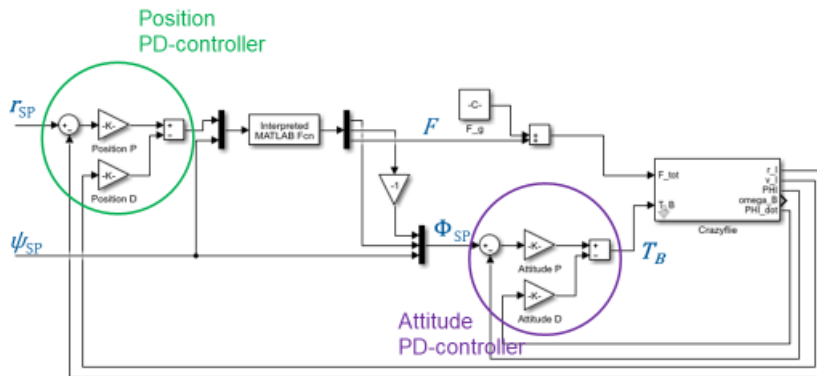 Position
PD-controller
r_SP
-K-
Position P
-K-
Position D
Interpreted
MATLAB Fcn
-C-
F_g
F
-1
ψ_SP
Φ_SP
-K-
Attitude P
-K-
Attitude D
T_B
F_tot
T_B
r_I
v_I
PHI
omega_B
PHI_dot
Crazyflie
Attitude
PD-controller